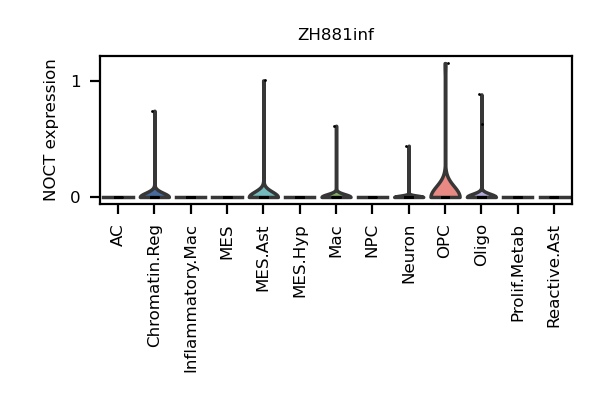 ZH881inf
NOCT expression
1
0
AC
Chromatin.Reg
Inflammatory.Mac
MES
MES.Ast
MES.Hyp
Mac
NPC
Neuron
OPC
Oligo
Prolif.Metab
Reactive.Ast